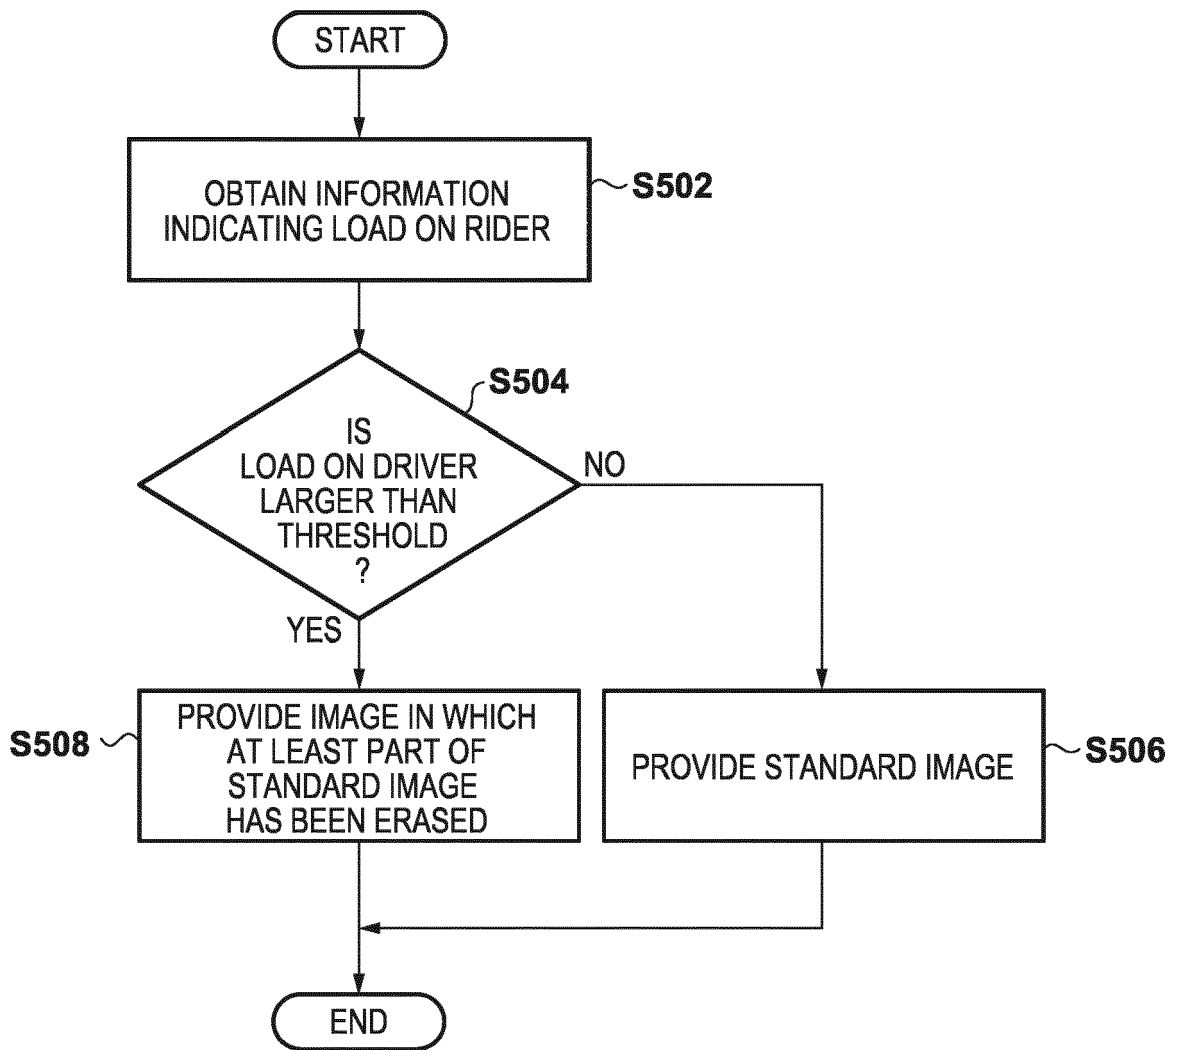 START
OBTAIN INFORMATION
INDICATING LOAD ON RIDER
S502
S504
IS
LOAD ON DRIVER
LARGER THAN
THRESHOLD
?
NO
YES
S508
PROVIDE IMAGE IN WHICH
AT LEAST PART OF
STANDARD IMAGE
HAS BEEN ERASED
PROVIDE STANDARD IMAGE
S506
END